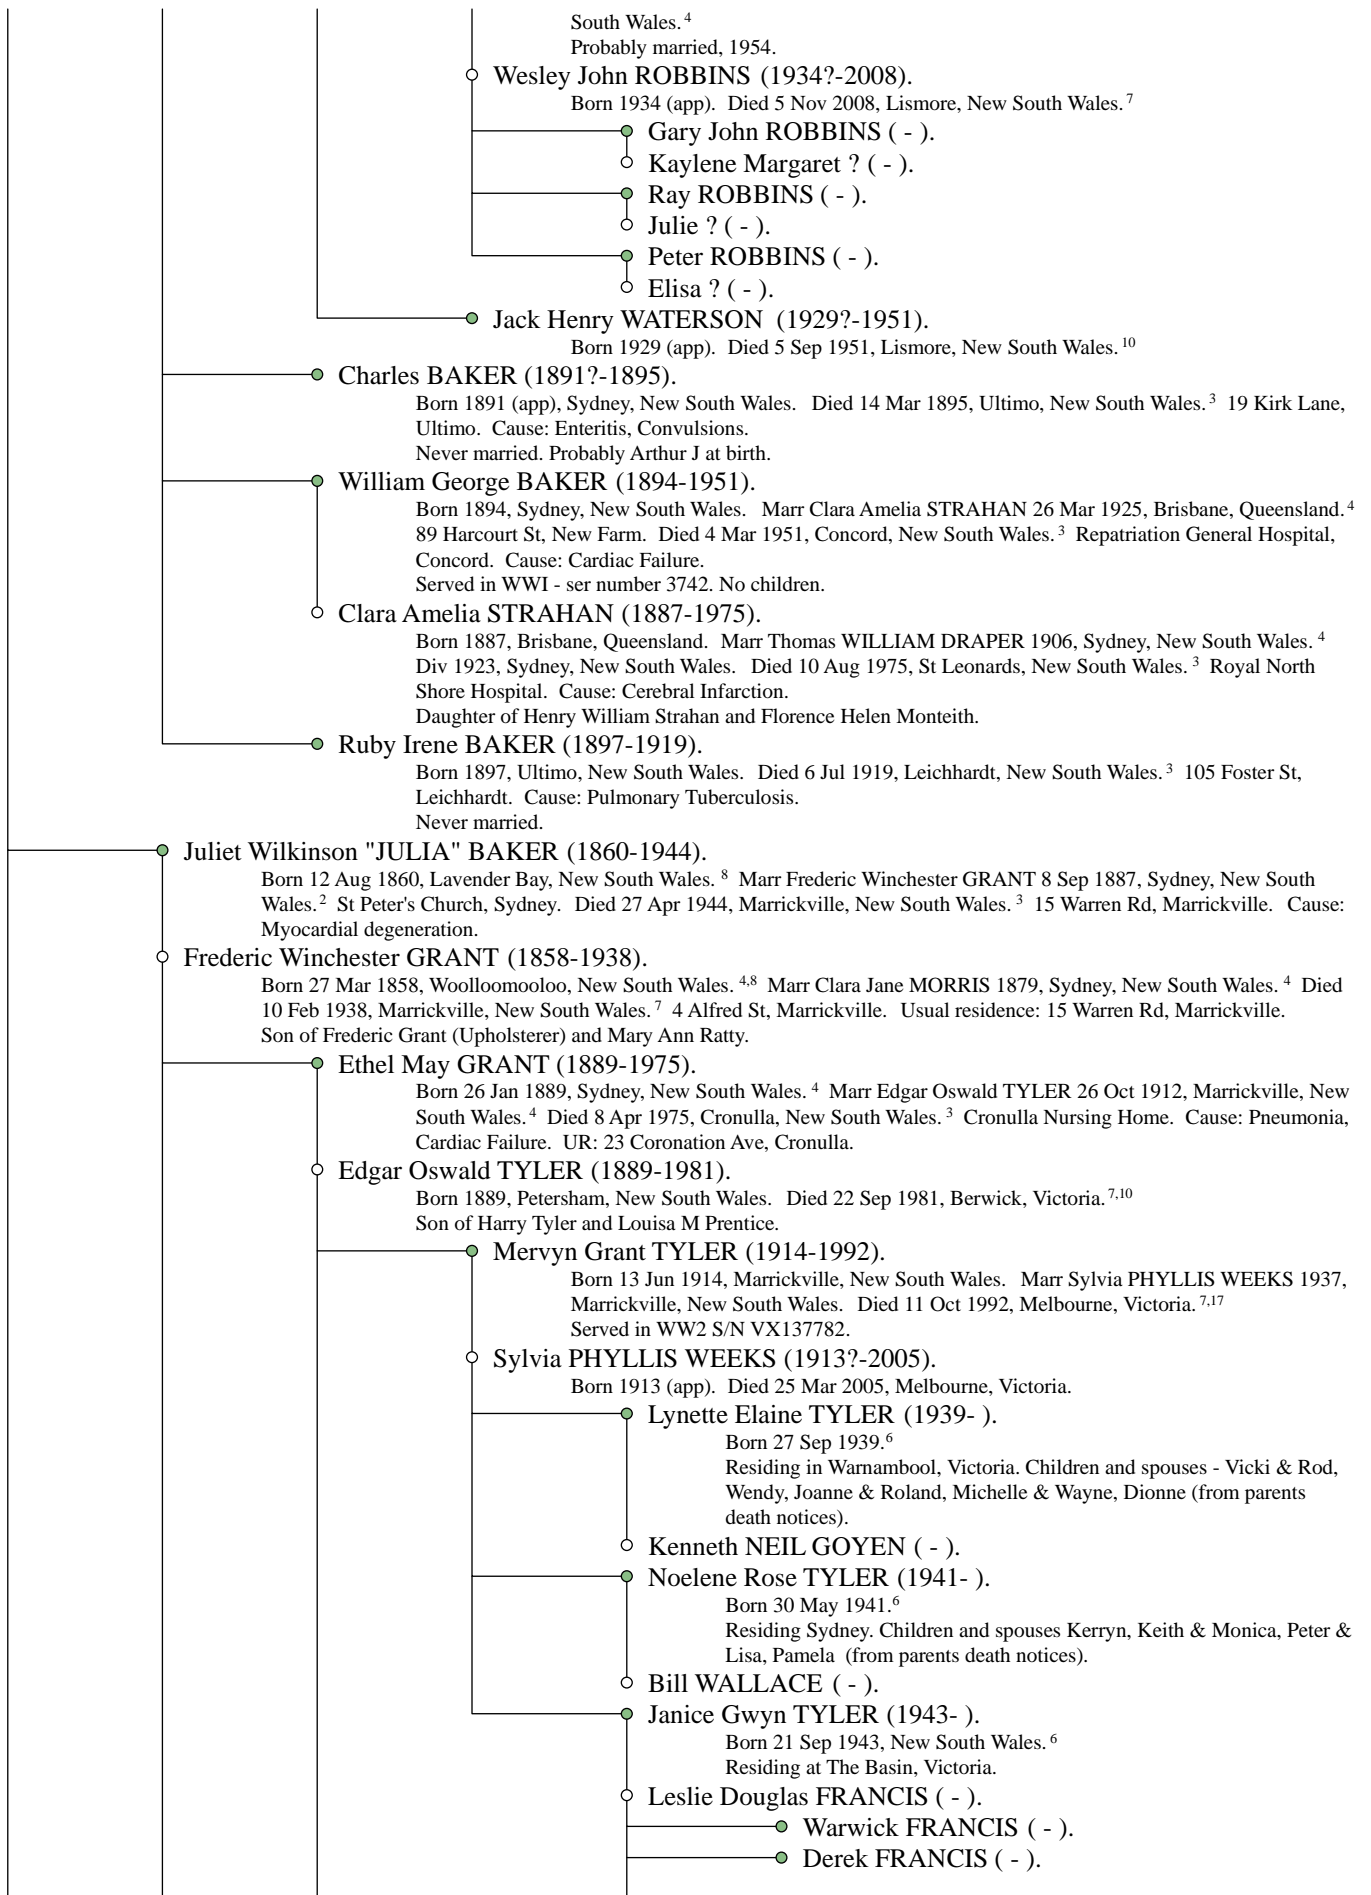 South Wales. 4
Probably married, 1954.
Wesley John ROBBINS (1934?-2008).
Born 1934 (app). Died 5 Nov 2008, Lismore, New South Wales. 7
Gary John ROBBINS ( - ).
Kaylene Margaret ? ( - ).
Ray ROBBINS ( - ).
Julie ? ( - ).
Peter ROBBINS ( - ).
Elisa ? ( - ).
Jack Henry WATERSON (1929?-1951).
Born 1929 (app). Died 5 Sep 1951, Lismore, New South Wales. 10
Charles BAKER (1891?-1895).
Born 1891 (app), Sydney, New South Wales. Died 14 Mar 1895, Ultimo, New South Wales. 3 19 Kirk Lane,
Ultimo. Cause: Enteritis, Convulsions.
Never married. Probably Arthur J at birth.
William George BAKER (1894-1951).
Born 1894, Sydney, New South Wales. Marr Clara Amelia STRAHAN 26 Mar 1925, Brisbane, Queensland. 4
89 Harcourt St, New Farm. Died 4 Mar 1951, Concord, New South Wales. 3 Repatriation General Hospital,
Concord. Cause: Cardiac Failure.
Served in WWI - ser number 3742. No children.
Clara Amelia STRAHAN (1887-1975).
Born 1887, Brisbane, Queensland. Marr Thomas WILLIAM DRAPER 1906, Sydney, New South Wales. 4
Div 1923, Sydney, New South Wales. Died 10 Aug 1975, St Leonards, New South Wales. 3 Royal North
Shore Hospital. Cause: Cerebral Infarction.
Daughter of Henry William Strahan and Florence Helen Monteith.
Ruby Irene BAKER (1897-1919).
Born 1897, Ultimo, New South Wales. Died 6 Jul 1919, Leichhardt, New South Wales. 3 105 Foster St,
Leichhardt. Cause: Pulmonary Tuberculosis.
Never married.
Juliet Wilkinson "JULIA" BAKER (1860-1944).
Born 12 Aug 1860, Lavender Bay, New South Wales. 8 Marr Frederic Winchester GRANT 8 Sep 1887, Sydney, New South
Wales. 2 St Peter's Church, Sydney. Died 27 Apr 1944, Marrickville, New South Wales. 3 15 Warren Rd, Marrickville. Cause:
Myocardial degeneration.
Frederic Winchester GRANT (1858-1938).
Born 27 Mar 1858, Woolloomooloo, New South Wales. 4,8 Marr Clara Jane MORRIS 1879, Sydney, New South Wales. 4 Died
10 Feb 1938, Marrickville, New South Wales. 7 4 Alfred St, Marrickville. Usual residence: 15 Warren Rd, Marrickville.
Son of Frederic Grant (Upholsterer) and Mary Ann Ratty.
Ethel May GRANT (1889-1975).
Born 26 Jan 1889, Sydney, New South Wales. 4 Marr Edgar Oswald TYLER 26 Oct 1912, Marrickville, New
South Wales. 4 Died 8 Apr 1975, Cronulla, New South Wales. 3 Cronulla Nursing Home. Cause: Pneumonia,
Cardiac Failure. UR: 23 Coronation Ave, Cronulla.
Edgar Oswald TYLER (1889-1981).
Born 1889, Petersham, New South Wales. Died 22 Sep 1981, Berwick, Victoria. 7,10
Son of Harry Tyler and Louisa M Prentice.
Mervyn Grant TYLER (1914-1992).
Born 13 Jun 1914, Marrickville, New South Wales. Marr Sylvia PHYLLIS WEEKS 1937,
Marrickville, New South Wales. Died 11 Oct 1992, Melbourne, Victoria. 7,17
Served in WW2 S/N VX137782.
Sylvia PHYLLIS WEEKS (1913?-2005).
Born 1913 (app). Died 25 Mar 2005, Melbourne, Victoria.
Lynette Elaine TYLER (1939- ).
Born 27 Sep 1939. 6
Residing in Warnambool, Victoria. Children and spouses - Vicki & Rod,
Wendy, Joanne & Roland, Michelle & Wayne, Dionne (from parents
death notices).
Kenneth NEIL GOYEN ( - ).
Noelene Rose TYLER (1941- ).
Born 30 May 1941. 6
Residing Sydney. Children and spouses Kerryn, Keith & Monica, Peter &
Lisa, Pamela (from parents death notices).
Bill WALLACE ( - ).
Janice Gwyn TYLER (1943- ).
Born 21 Sep 1943, New South Wales. 6
Residing at The Basin, Victoria.
Leslie Douglas FRANCIS ( - ).
Warwick FRANCIS ( - ).
Derek FRANCIS ( - ).